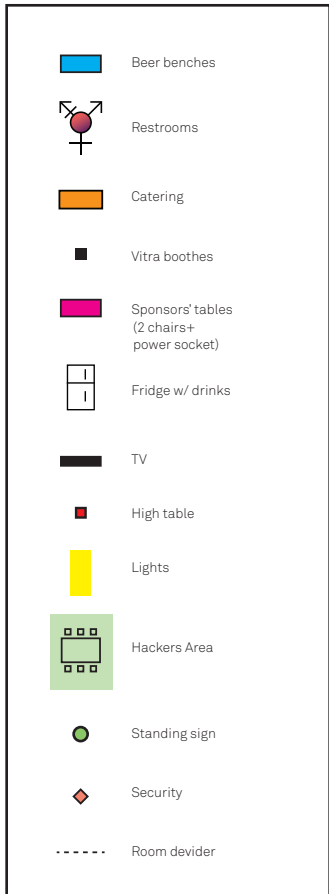 Beer benches
Restrooms
Catering
Vitra boothes
Sponsors' tables
(2 chairs+
power socket)
Fridge w/ drinks
TV
High table
Lights
Hackers Area
Standing sign
Security
Room devider